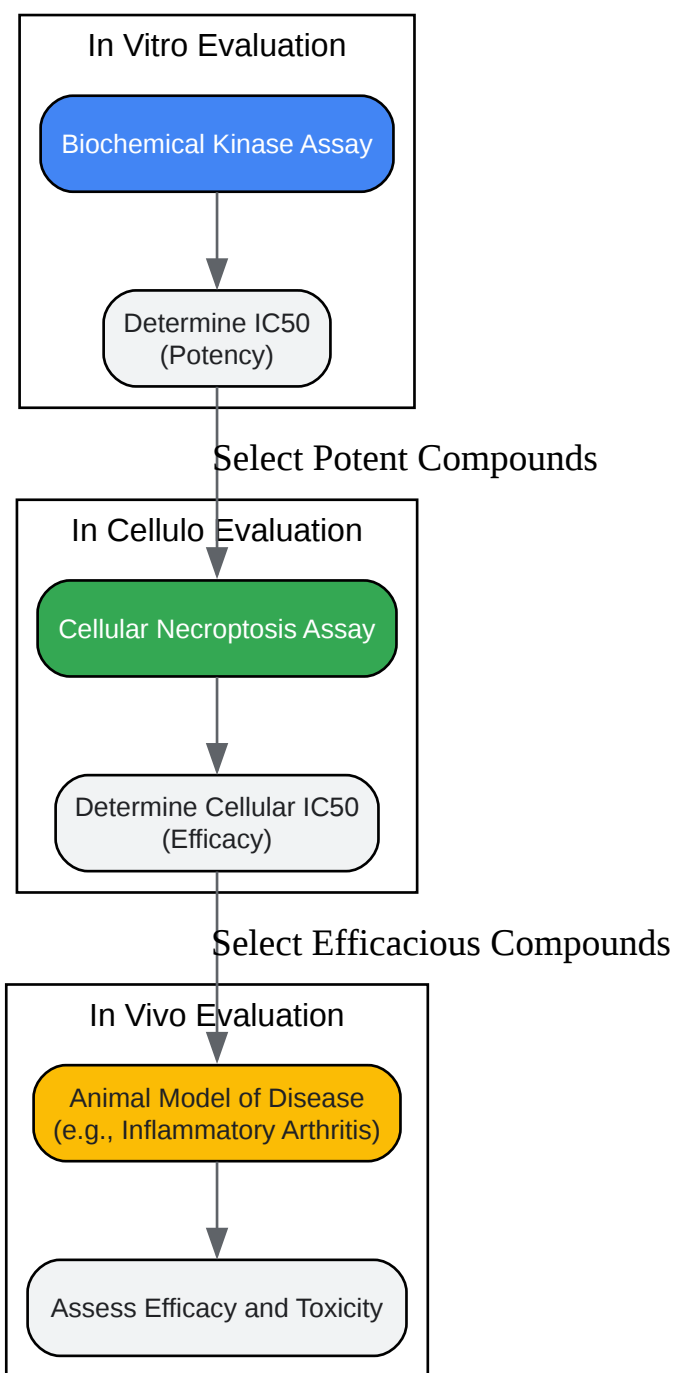 In Vitro Evaluation
Biochemical Kinase Assay
Determine IC50
(Potency)
Select Potent Compounds
In Cellulo Evaluation
Cellular Necroptosis Assay
Determine Cellular IC50
(Efficacy)
Select Efficacious Compounds
In Vivo Evaluation
Animal Model of Disease
(e.g., Inflammatory Arthritis)
Assess Efficacy and Toxicity